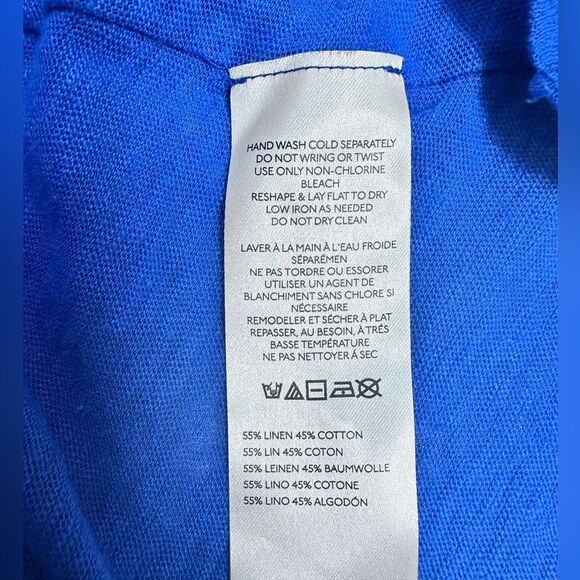 HAND WASH COLD SEPARATELY
DO NOT WRING OR TWIST
USE ONLY NON-CHLORINE
BLEACH
RESHAPE & LAY FLAT TO DRY
LOW IRON AS NEEDED
DO NOT DRY CLEAN
LAVER À LA MAIN À L'EAU FROIDE
SÉPARÉMEN
NE PAS TORDRE OU ESSORER
UTILISER UN AGENT DE
BLANCHIMENT SANS CHLORE SI
NÉCESSAIRE
REMODELER ET SÉCHER À PLAT
REPASSER, AU BESOIN, À TRÉS
BASSE TEMPÉRATURE
NE PAS NETTOYER Á SEC
55% LINEN 45% COTTON
55% LIN 45% COTON
55% LEINEN 45% BAUMWOLLE
55% LINO 45% COTONE
55% LINO 45% ALGODÓN